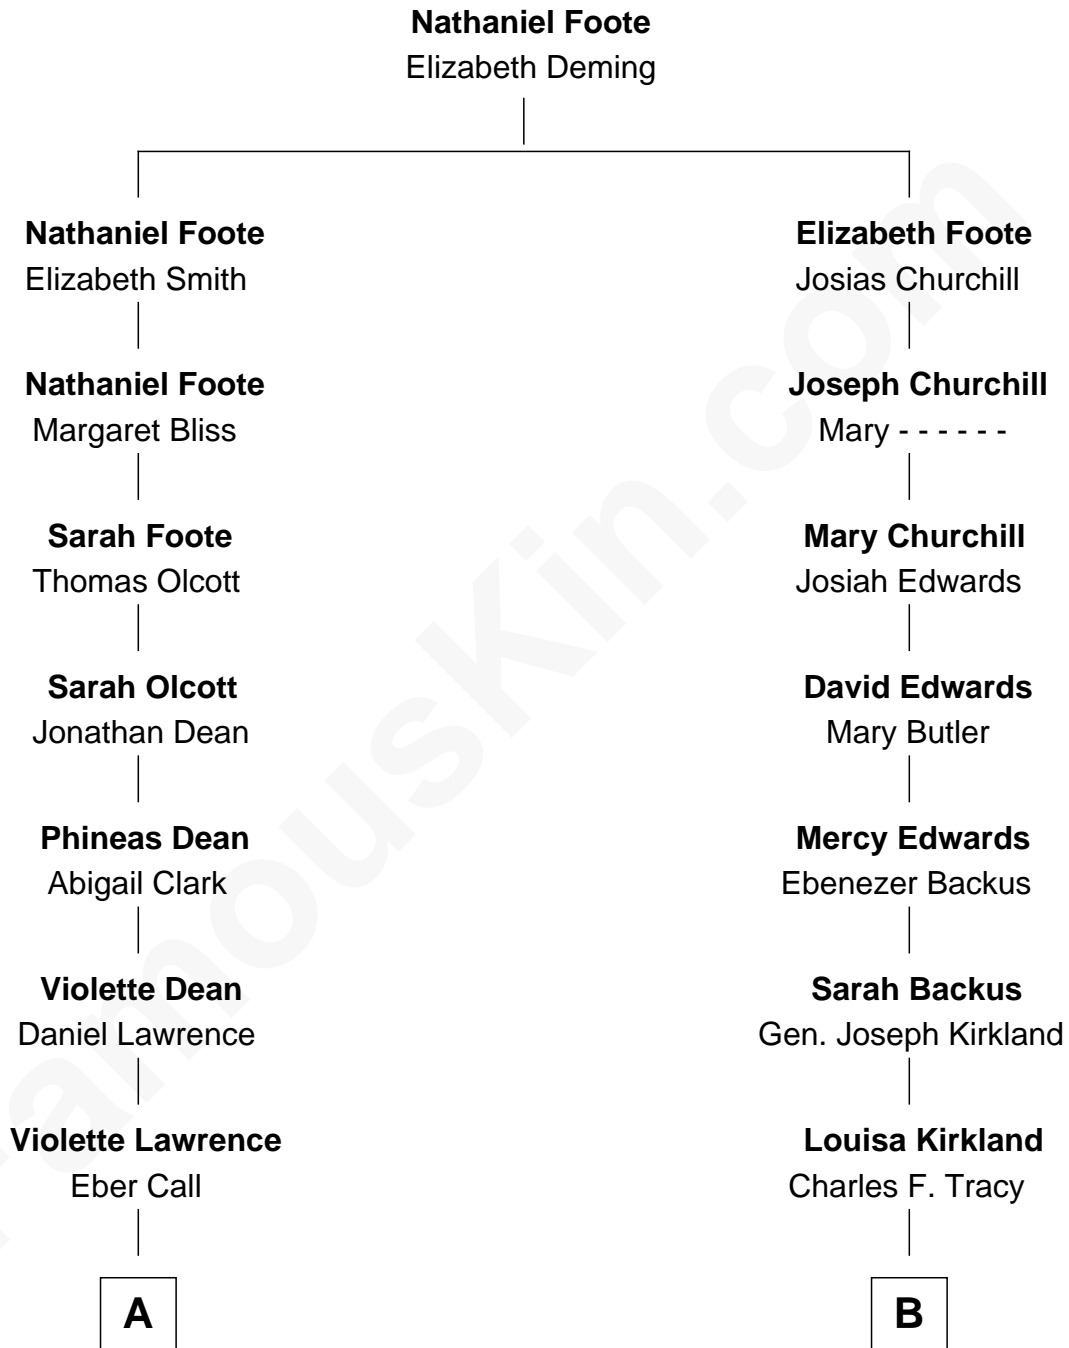 Nathaniel Foote
Elizabeth Deming
Nathaniel Foote
Elizabeth Smith
Elizabeth Foote
Josias Churchill
Nathaniel Foote
Margaret Bliss
Joseph Churchill
Mary - - - - - -
Sarah Foote
Thomas Olcott
Mary Churchill
Josiah Edwards
Sarah Olcott
Jonathan Dean
David Edwards
Mary Butler
Phineas Dean
Abigail Clark
Mercy Edwards
Ebenezer Backus
Violette Dean
Daniel Lawrence
Sarah Backus
Gen. Joseph Kirkland
Violette Lawrence
Eber Call
Louisa Kirkland
Charles F. Tracy
A
B
FamousKin.com